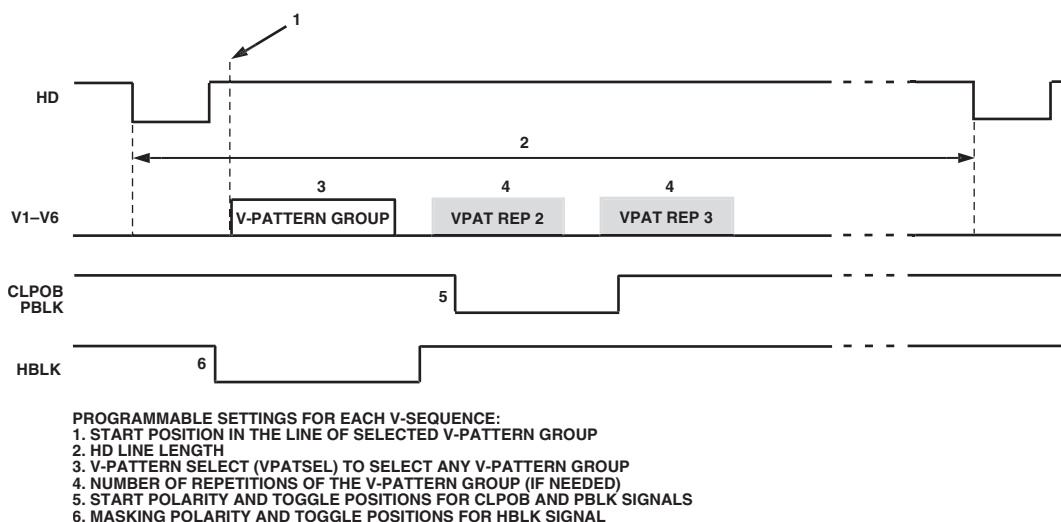 1
HD
2
3
4
4
V1–V6
V-PATTERN GROUP
VPAT REP 2
VPAT REP 3
CLPOB
PBLK
5
HBLK
6
PROGRAMMABLE SETTINGS FOR EACH V-SEQUENCE:
1. START POSITION IN THE LINE OF SELECTED V-PATTERN GROUP
2. HD LINE LENGTH
3. V-PATTERN SELECT (VPATSEL) TO SELECT ANY V-PATTERN GROUP
4. NUMBER OF REPETITIONS OF THE V-PATTERN GROUP (IF NEEDED)
5. START POLARITY AND TOGGLE POSITIONS FOR CLPOB AND PBLK SIGNALS
6. MASKING POLARITY AND TOGGLE POSITIONS FOR HBLK SIGNAL